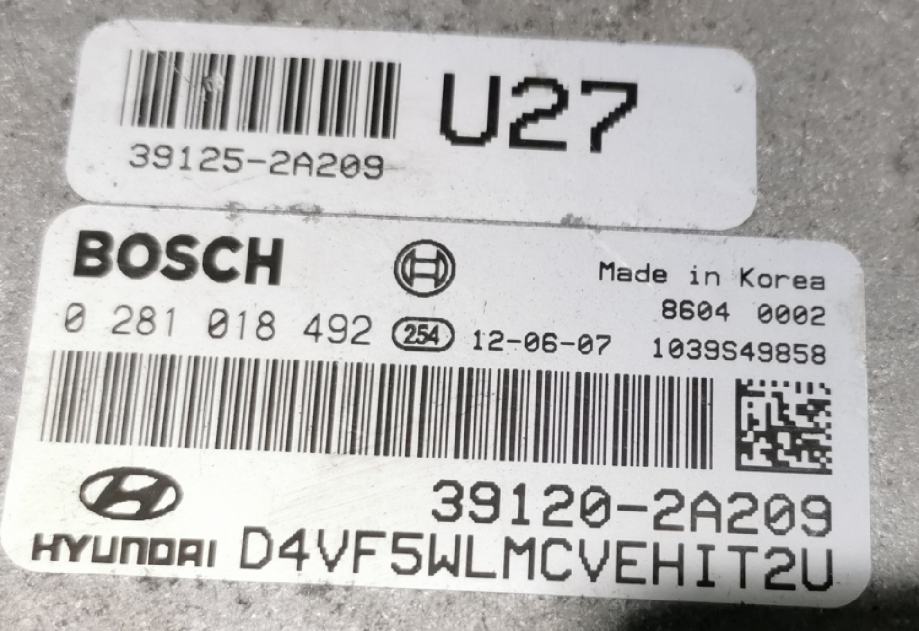 U27
39125-2A209
BOSCH
Made in Korea
8604 0002
0 281 018 492 254 12-06-07 1039S49858
39120-2A209
HYUNDAI D4VF5WLMCVEHIT2U